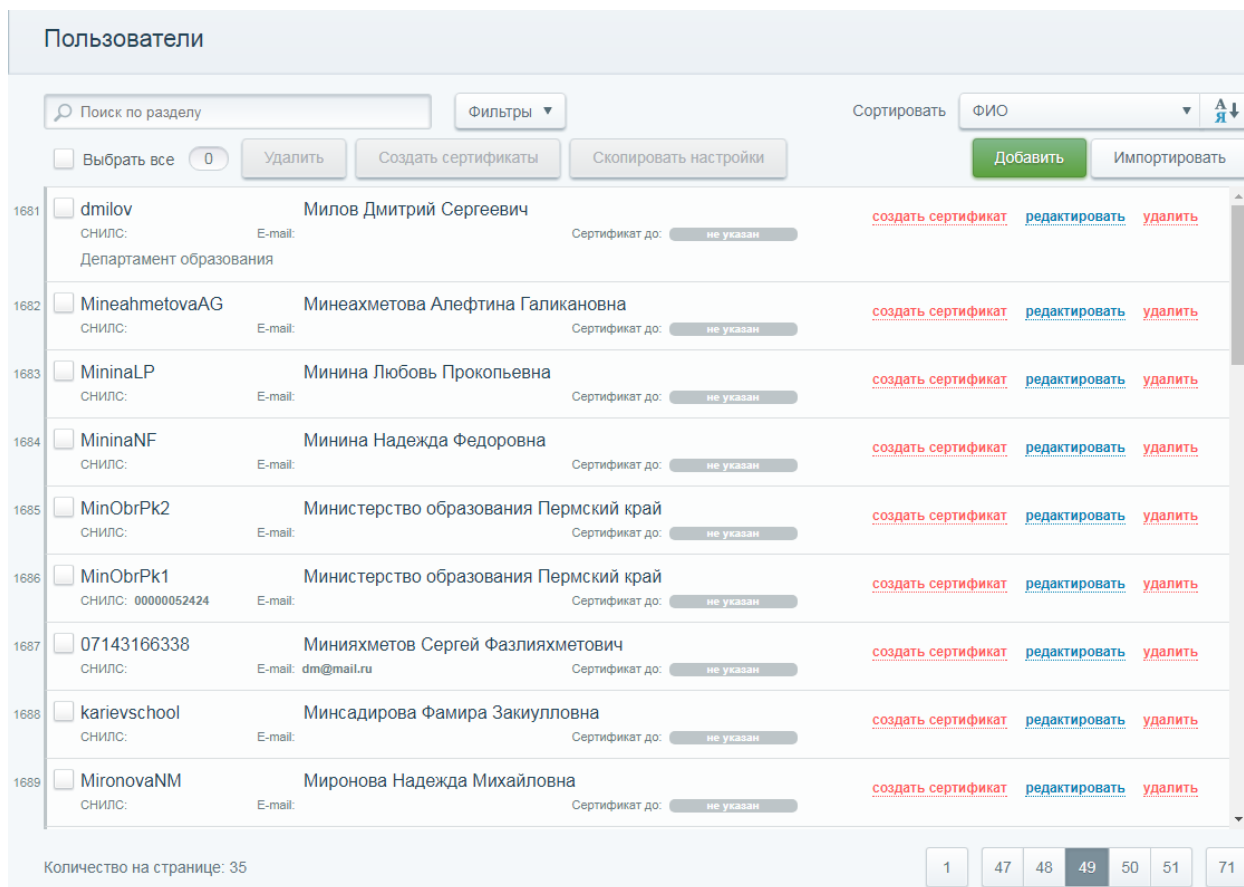 Пользователи
Поиск по разделу Фильтры ▼ Сортировать ФИО ▼ А Я
Выбрать все 0 Удалить Создать сертификаты Скопировать настройки Добавить Импортировать
1681 dmilov Милов Дмитрий Сергеевич создать сертификат редактировать удалить
СНИЛС: E-mail: Сертификат до: не указан
Департамент образования
1682 MineahmetovaAG Минеахметова Алефтина Галикановна создать сертификат редактировать удалить
СНИЛС: E-mail: Сертификат до: не указан
1683 MininaLP Минина Любовь Прокопьевна создать сертификат редактировать удалить
СНИЛС: E-mail: Сертификат до: не указан
1684 MininaNF Минина Надежда Федоровна создать сертификат редактировать удалить
СНИЛС: E-mail: Сертификат до: не указан
1685 MinObrPk2 Министерство образования Пермский край создать сертификат редактировать удалить
СНИЛС: E-mail: Сертификат до: не указан
1686 MinObrPk1 Министерство образования Пермский край создать сертификат редактировать удалить
СНИЛС: 00000052424 E-mail: Сертификат до: не указан
1687 07143166338 Минияхметов Сергей Фазлияхметович создать сертификат редактировать удалить
СНИЛС: E-mail: dm@mail.ru Сертификат до: не указан
1688 karievschool Минсадирова Фамира Закиулловна создать сертификат редактировать удалить
СНИЛС: E-mail: Сертификат до: не указан
1689 MironovaNM Миронова Надежда Михайловна создать сертификат редактировать удалить
СНИЛС: E-mail: Сертификат до: не указан
Количество на странице: 35 1 47 48 49 50 51 71